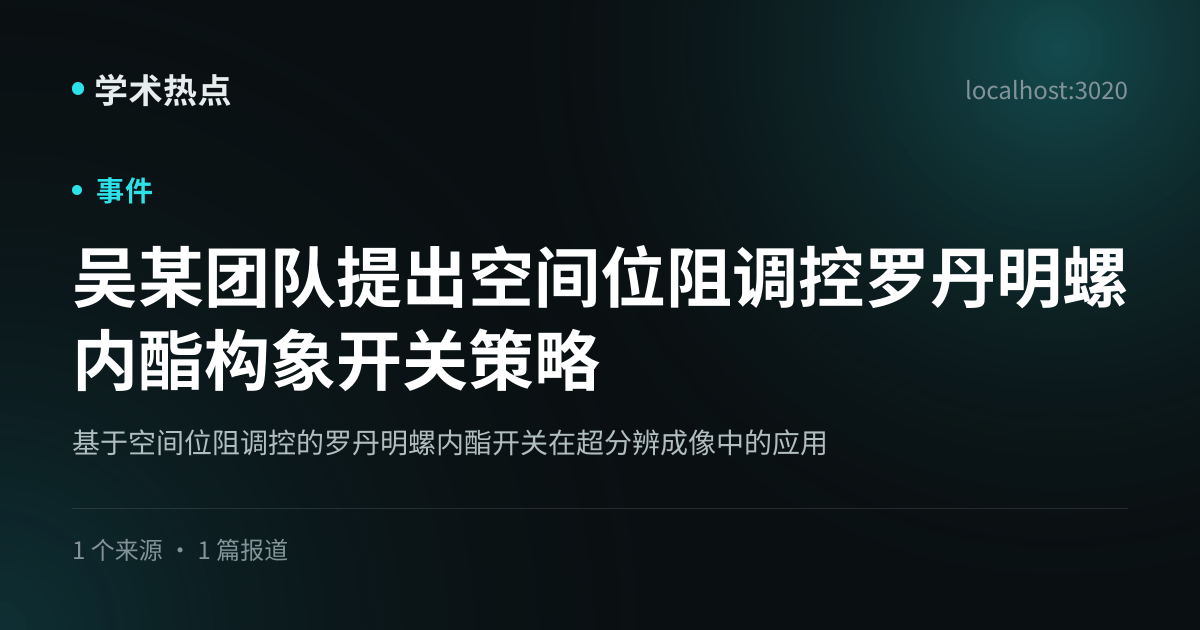 学术热点
localhost:3020
事件
吴某团队提出空间位阻调控罗丹明螺
内酯构象开关策略
基于空间位阻调控的罗丹明螺内酯开关在超分辨成像中的应用
1 个来源 · 1 篇报道